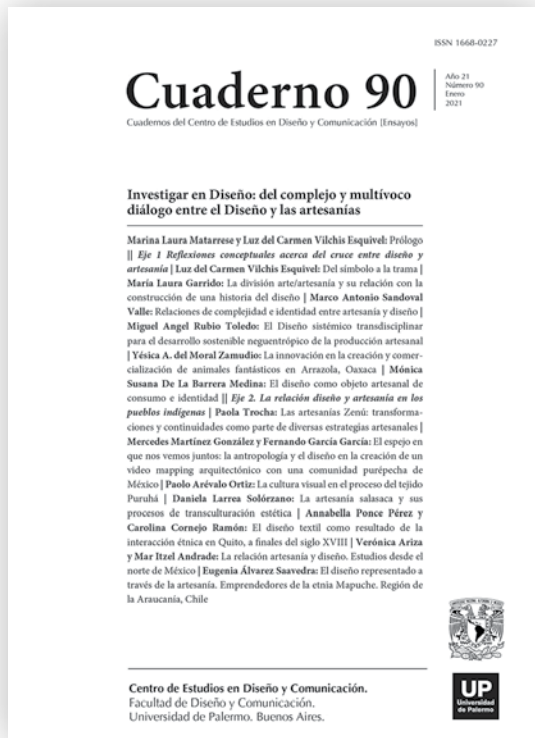 ISSN 1668-0227
Cuaderno 90
Año 21
Número 90
Enero
2021
Cuadernos del Centro de Estudios en Diseño y Comunicación [Ensayos]
Investigar en Diseño: del complejo y multívoco
diálogo entre el Diseño y las artesanías
Marina Laura Matarrese y Luz del Carmen Vilchis Esquivel: Prólogo
|| Eje 1 Reflexiones conceptuales acerca del cruce entre diseño y
artesanía | Luz del Carmen Vilchis Esquivel: Del símbolo a la trama |
María Laura Garrido: La división arte/artesanía y su relación con la
construcción de una historia del diseño | Marco Antonio Sandoval
Valle: Relaciones de complejidad e identidad entre artesanía y diseño |
Miguel Angel Rubio Toledo: El Diseño sistémico transdisciplinar
para el desarrollo sostenible neguentrópico de la producción artesanal
| Yésica A. del Moral Zamudio: La innovación en la creación y comer-
cialización de animales fantásticos en Arrazola, Oaxaca | Mónica
Susana De La Barrera Medina: El diseño como objeto artesanal de
consumo e identidad || Eje 2. La relación diseño y artesanía en los
pueblos indígenas | Paola Trocha: Las artesanías Zenú: transforma-
ciones y continuidades como parte de diversas estrategias artesanales |
Mercedes Martínez González y Fernando García García: El espejo en
que nos vemos juntos: la antropología y el diseño en la creación de un
video mapping arquitectónico con una comunidad purépecha de
México | Paolo Arévalo Ortiz: La cultura visual en el proceso del tejido
Puruhá | Daniela Larrea Solórzano: La artesanía salasaca y sus
procesos de transculturación estética | Annabella Ponce Pérez y
Carolina Cornejo Ramón: El diseño textil como resultado de la
interacción étnica en Quito, a finales del siglo XVIII | Verónica Ariza
y Mar Itzel Andrade: La relación artesanía y diseño. Estudios desde el
norte de México | Eugenia Álvarez Saavedra: El diseño representado a
través de la artesanía. Emprendedores de la etnia Mapuche. Región de
la Araucanía, Chile
Centro de Estudios en Diseño y Comunicación.
Facultad de Diseño y Comunicación.
Universidad de Palermo. Buenos Aires.
UP
Universidad
de Palermo